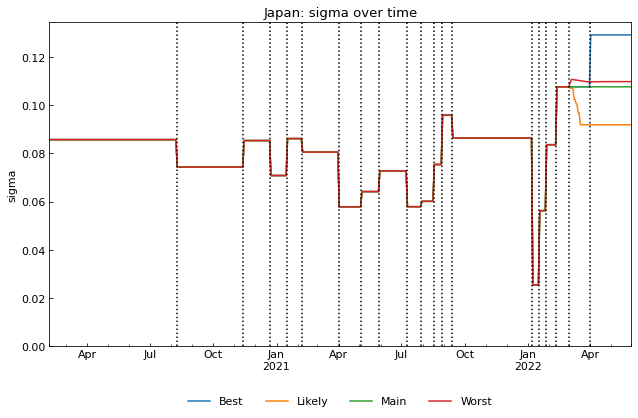 Japan: sigma over time
sigma
0.12
0.10
0.08
0.06
0.04
0.02
0.00
Apr Jul Oct Jan Apr Jul Oct Jan Apr
2021 2022
Best Likely Main Worst